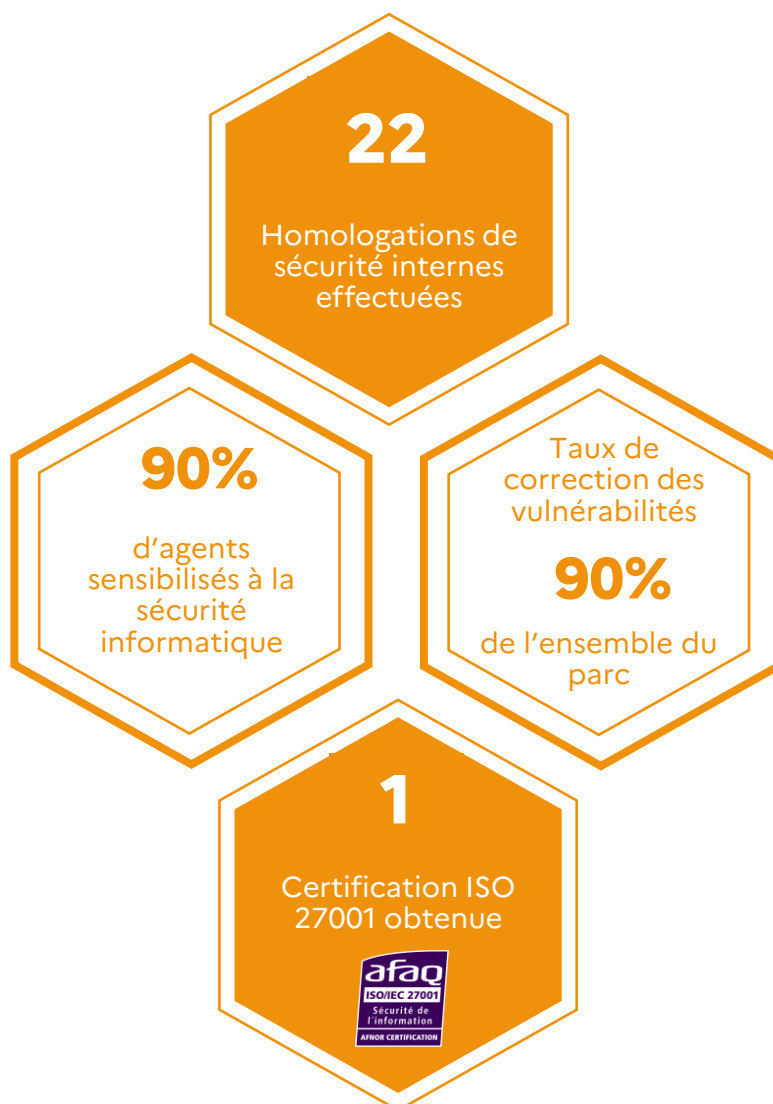 22
Homologations de
sécurité internes
effectuées
90%
d'agents
sensibilisés à la
sécurité
informatique
Taux de
correction des
vulnérabilités
90%
de l'ensemble du
parc
1
Certification ISO
27001 obtenue
afaq
ISO/IEC 27001
Sécurité de
l'information
AFNOR CERTIFICATION